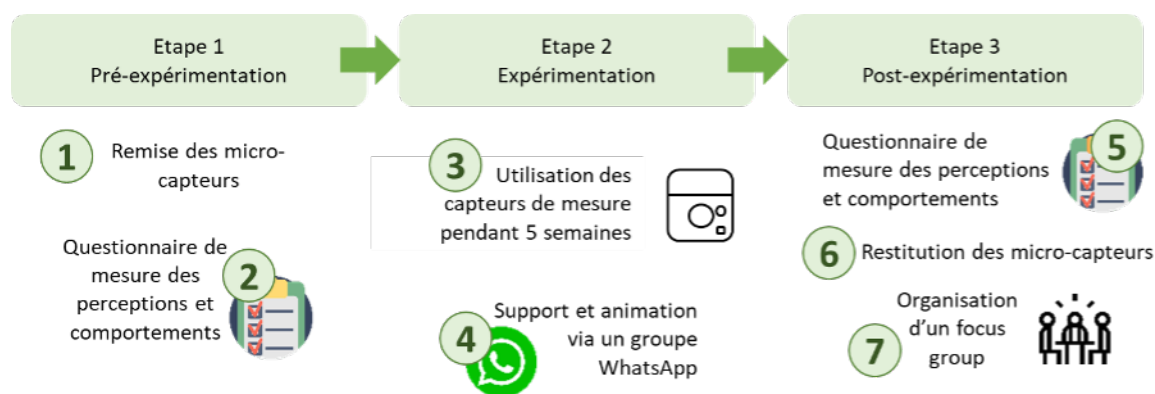 Etape 1
Pré-expérimentation
Etape 2
Expérimentation
Etape 3
Post-expérimentation
1
Remise des micro-
capteurs
2
Questionnaire de
mesure des
perceptions et
comportements
3
Utilisation des
capteurs de mesure
pendant 5 semaines
4
Support et animation
via un groupe
WhatsApp
5
Questionnaire de
mesure des perceptions
et comportements
6
Restitution des micro-capteurs
7
Organisation
d'un focus
group